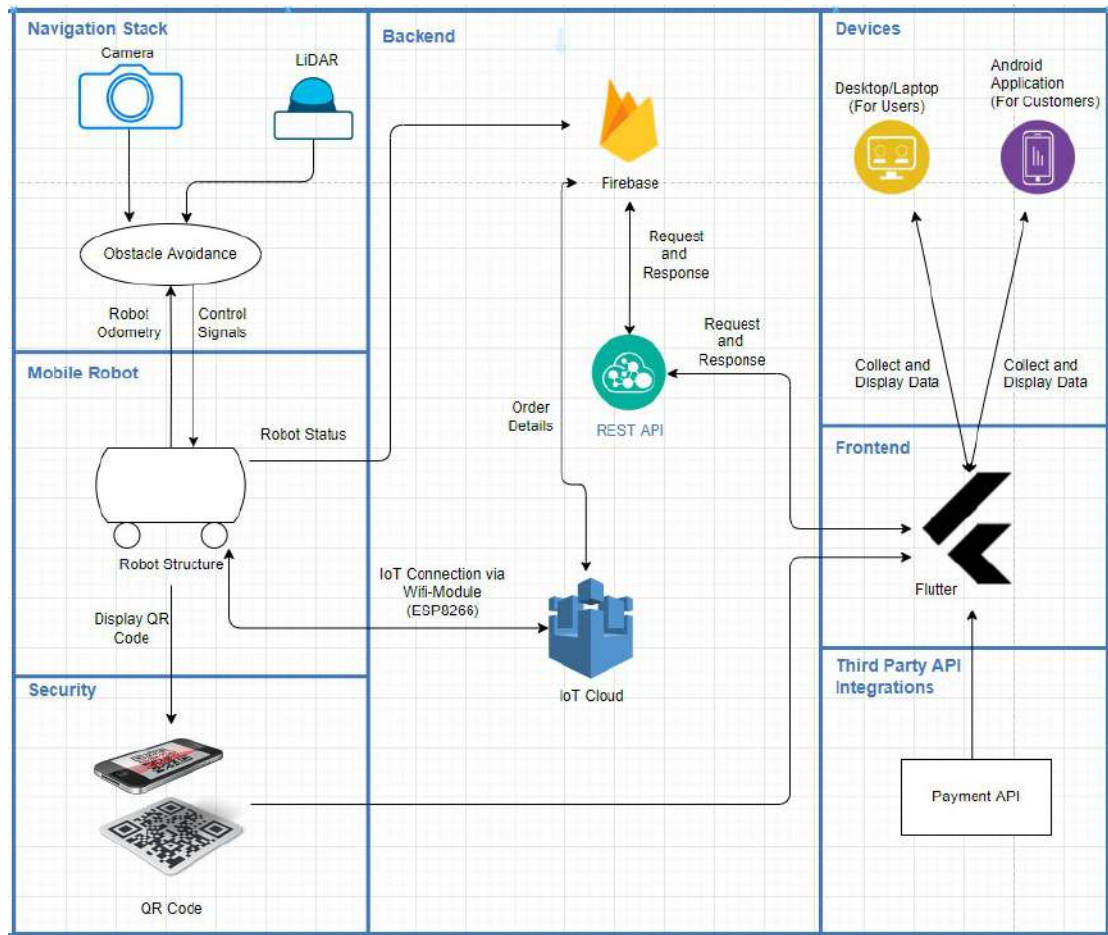 Navigation Stack
Camera
LiDAR
Obstacle Avoidance
Robot
Odometry
Control
Signals
Mobile Robot
Robot Status
Robot Structure
Display QR
Code
Security
QR Code
Backend
Firebase
Request
and
Response
Request
and
Response
REST API
Order
Details
IoT Connection via
Wifi-Module
(ESP8266)
IoT Cloud
Devices
Desktop/Laptop
(For Users)
Android
Application
(For Customers)
Collect and
Display Data
Collect and
Display Data
Frontend
Flutter
Third Party API
Integrations
Payment API